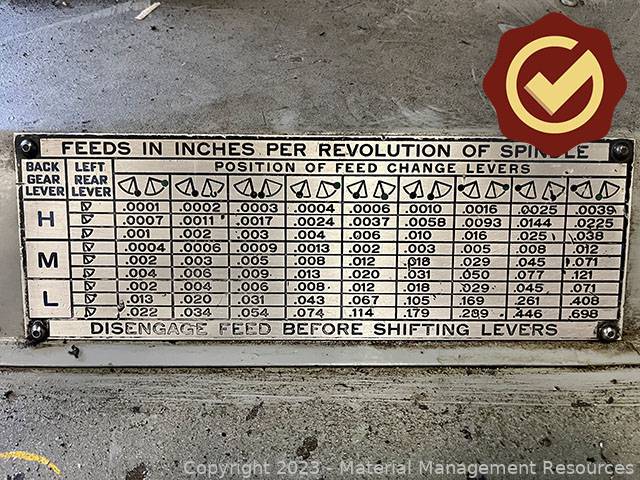 FEEDS IN INCHES PER REVOLUTION OF SPINDLE
BACK GEAR LEVER LEFT REAR LEVER POSITION OF FEED CHANGE LEVERS
H .0001 .0002 .0003 .0004 .0006 .0010 .0016 .0025 .0039
.0007 .0011 .0017 .0024 .0037 .0058 .0093 .0144 .0225
.001 .002 .003 .004 .006 .010 .016 .025 .038
M .0004 .0006 .0009 .0013 .002 .003 .005 .008 .012
.002 .003 .005 .008 .012 .018 .029 .045 .071
.004 .006 .009 .013 .020 .031 .050 .077 .121
L .002 .004 .006 .008 .012 .018 .029 .045 .071
.013 .020 .031 .043 .067 .105 .169 .261 .408
.022 .034 .054 .074 .114 .179 .289 .446 .698
DISENGAGE FEED BEFORE SHIFTING LEVERS
Copyright 2023 - Material Management Resources